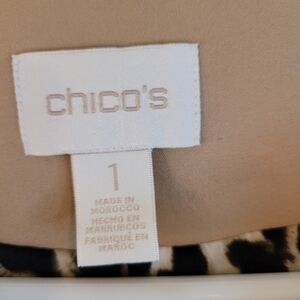 chico's
1
MADE IN
MOROCCO
HECHO EN
MARRUECOS
FABRIQUÉ EN
MAROC